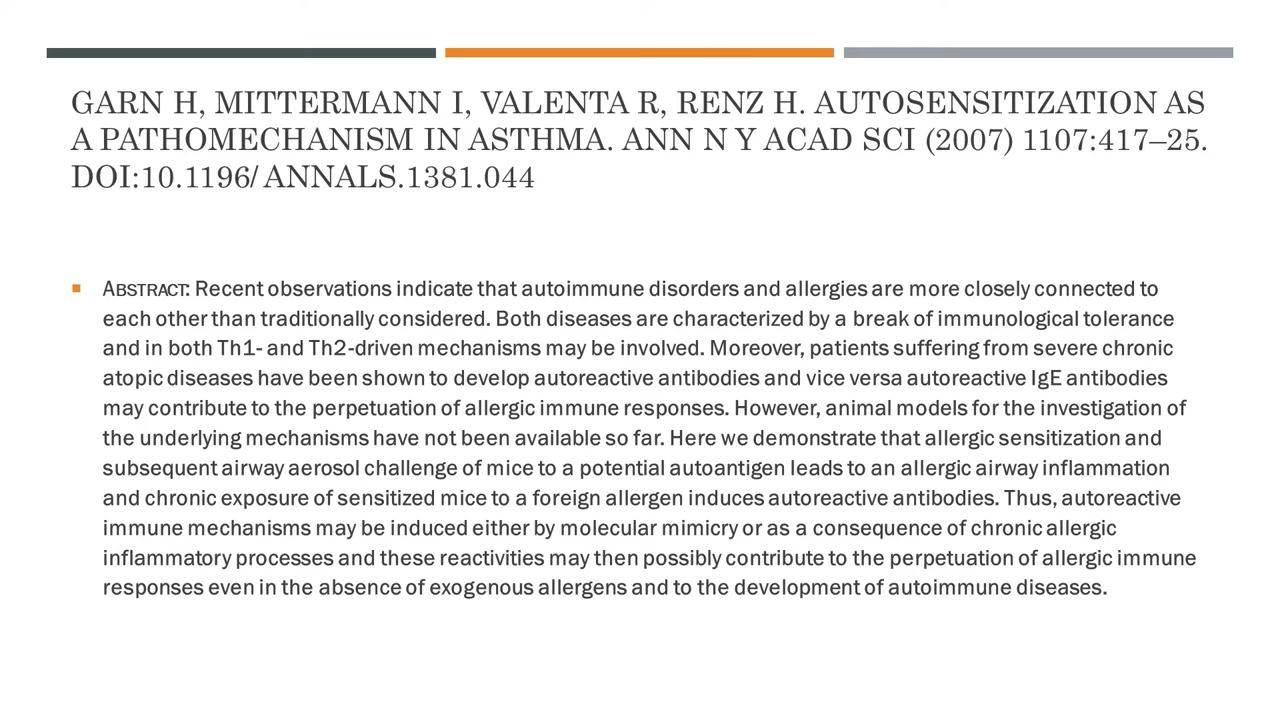 GARN H, MITTERMANN I, VALENTA R, RENZ H. AUTOSENSITIZATION AS
A PATHOMECHANISM IN ASTHMA. ANN N Y ACAD SCI (2007) 1107:417–25.
DOI:10.1196/ ANNALS.1381.044
ABSTRACT: Recent observations indicate that autoimmune disorders and allergies are more closely connected to
each other than traditionally considered. Both diseases are characterized by a break of immunological tolerance
and in both Th1- and Th2-driven mechanisms may be involved. Moreover, patients suffering from severe chronic
atopic diseases have been shown to develop autoreactive antibodies and vice versa autoreactive IgE antibodies
may contribute to the perpetuation of allergic immune responses. However, animal models for the investigation of
the underlying mechanisms have not been available so far. Here we demonstrate that allergic sensitization and
subsequent airway aerosol challenge of mice to a potential autoantigen leads to an allergic airway inflammation
and chronic exposure of sensitized mice to a foreign allergen induces autoreactive antibodies. Thus, autoreactive
immune mechanisms may be induced either by molecular mimicry or as a consequence of chronic allergic
inflammatory processes and these reactivities may then possibly contribute to the perpetuation of allergic immune
responses even in the absence of exogenous allergens and to the development of autoimmune diseases.